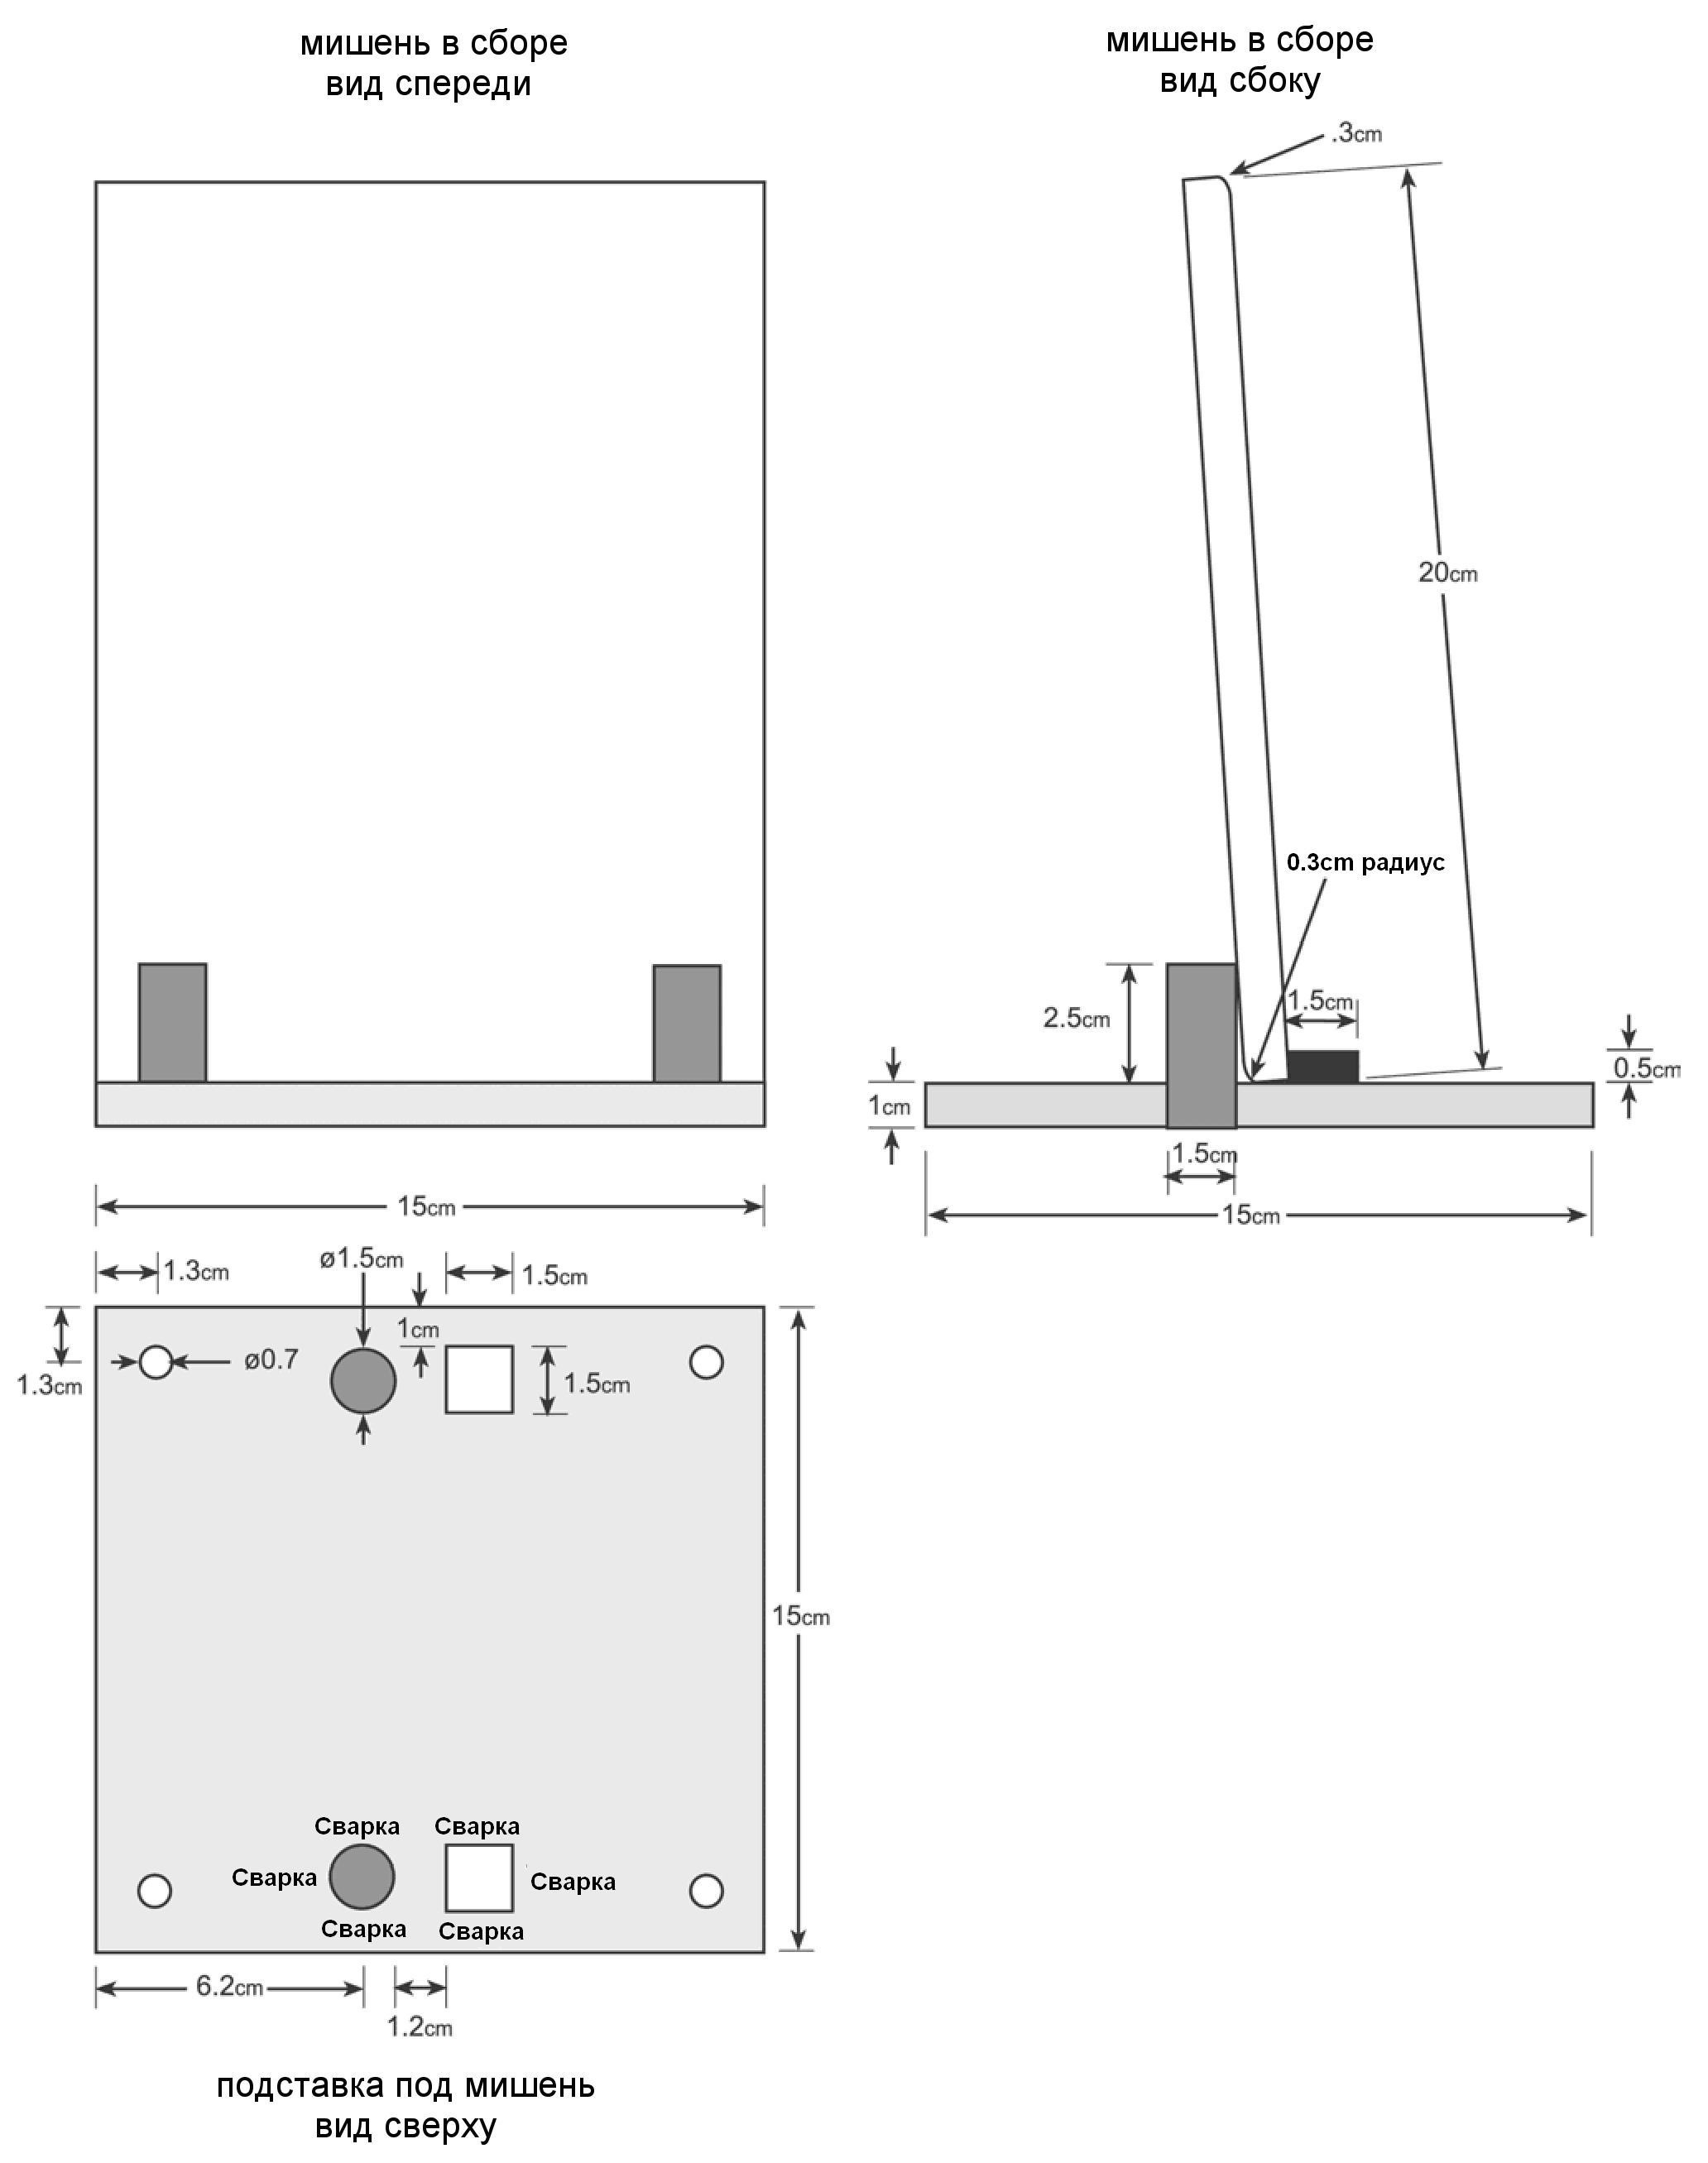 мишень в сборе
вид спереди
мишень в сборе
вид сбоку
.3cm
20cm
0.3cm радиус
1.5cm
2.5cm
0.5cm
1cm
1.5cm
15cm
15cm
1.3cm
ø1.5cm
1.5cm
1cm
ø0.7
1.3cm
1.5cm
15cm
Сварка
Сварка
Сварка
Сварка
Сварка
Сварка
6.2cm
1.2cm
подставка под мишень
вид сверху